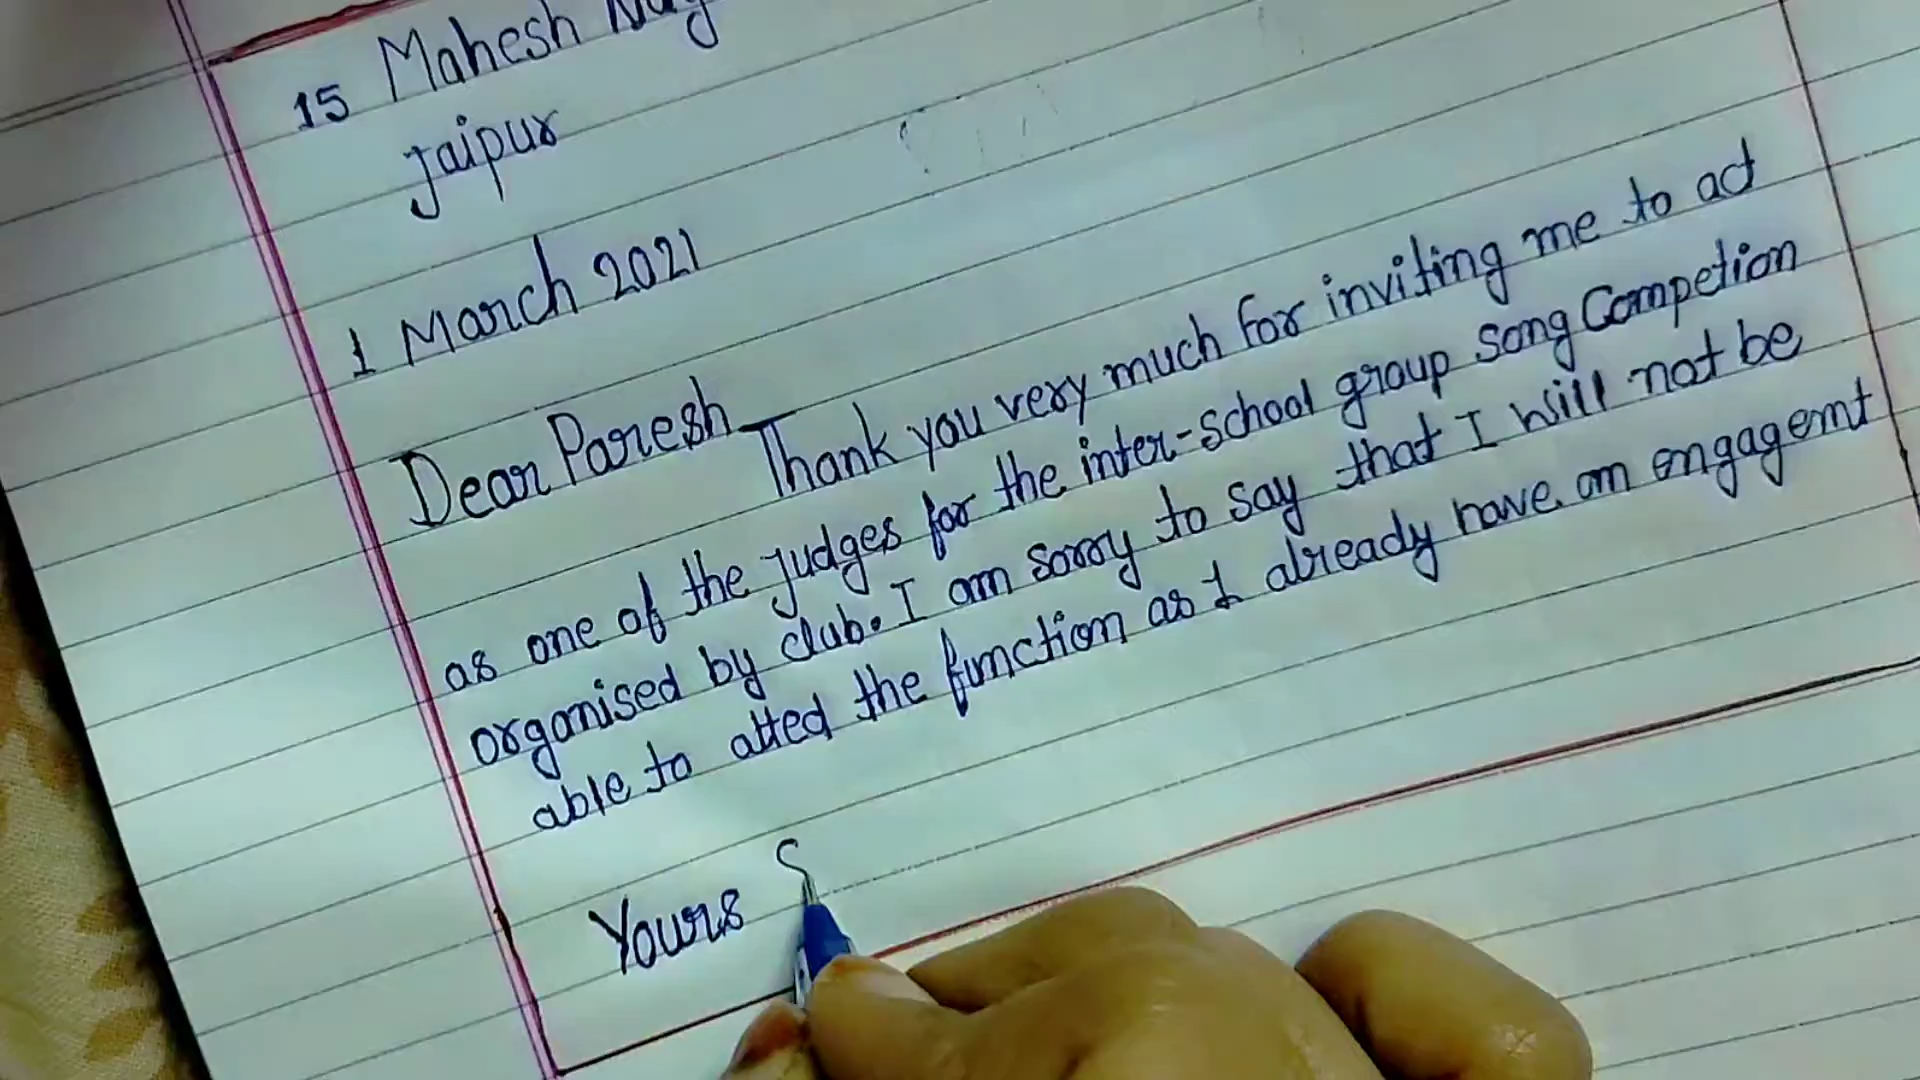 15 Mahesh Nag
Jaipur
1 March 2021
Dear Paresh
Thank you very much for inviting me to act
as one of the judges for the inter-school group song Competion
organised by club. I am sorry to say that I will not be
able to atted the function as I already have an engagemt
Yours S